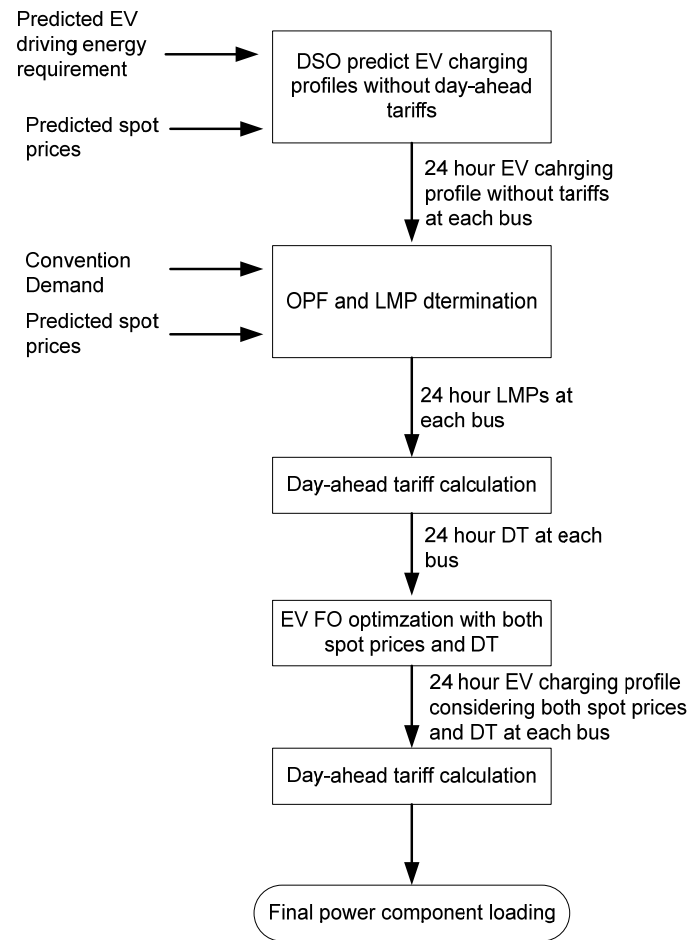 Predicted EV
driving energy
requirement
DSO predict EV charging
profiles without day-ahead
tariffs
Predicted spot
prices
24 hour EV cahrging
profile without tariffs
at each bus
Convention
Demand
OPF and LMP dtermination
Predicted spot
prices
24 hour LMPs at
each bus
Day-ahead tariff calculation
24 hour DT at each
bus
EV FO optimzation with both
spot prices and DT
24 hour EV charging profile
considering both spot prices
and DT at each bus
Day-ahead tariff calculation
Final power component loading